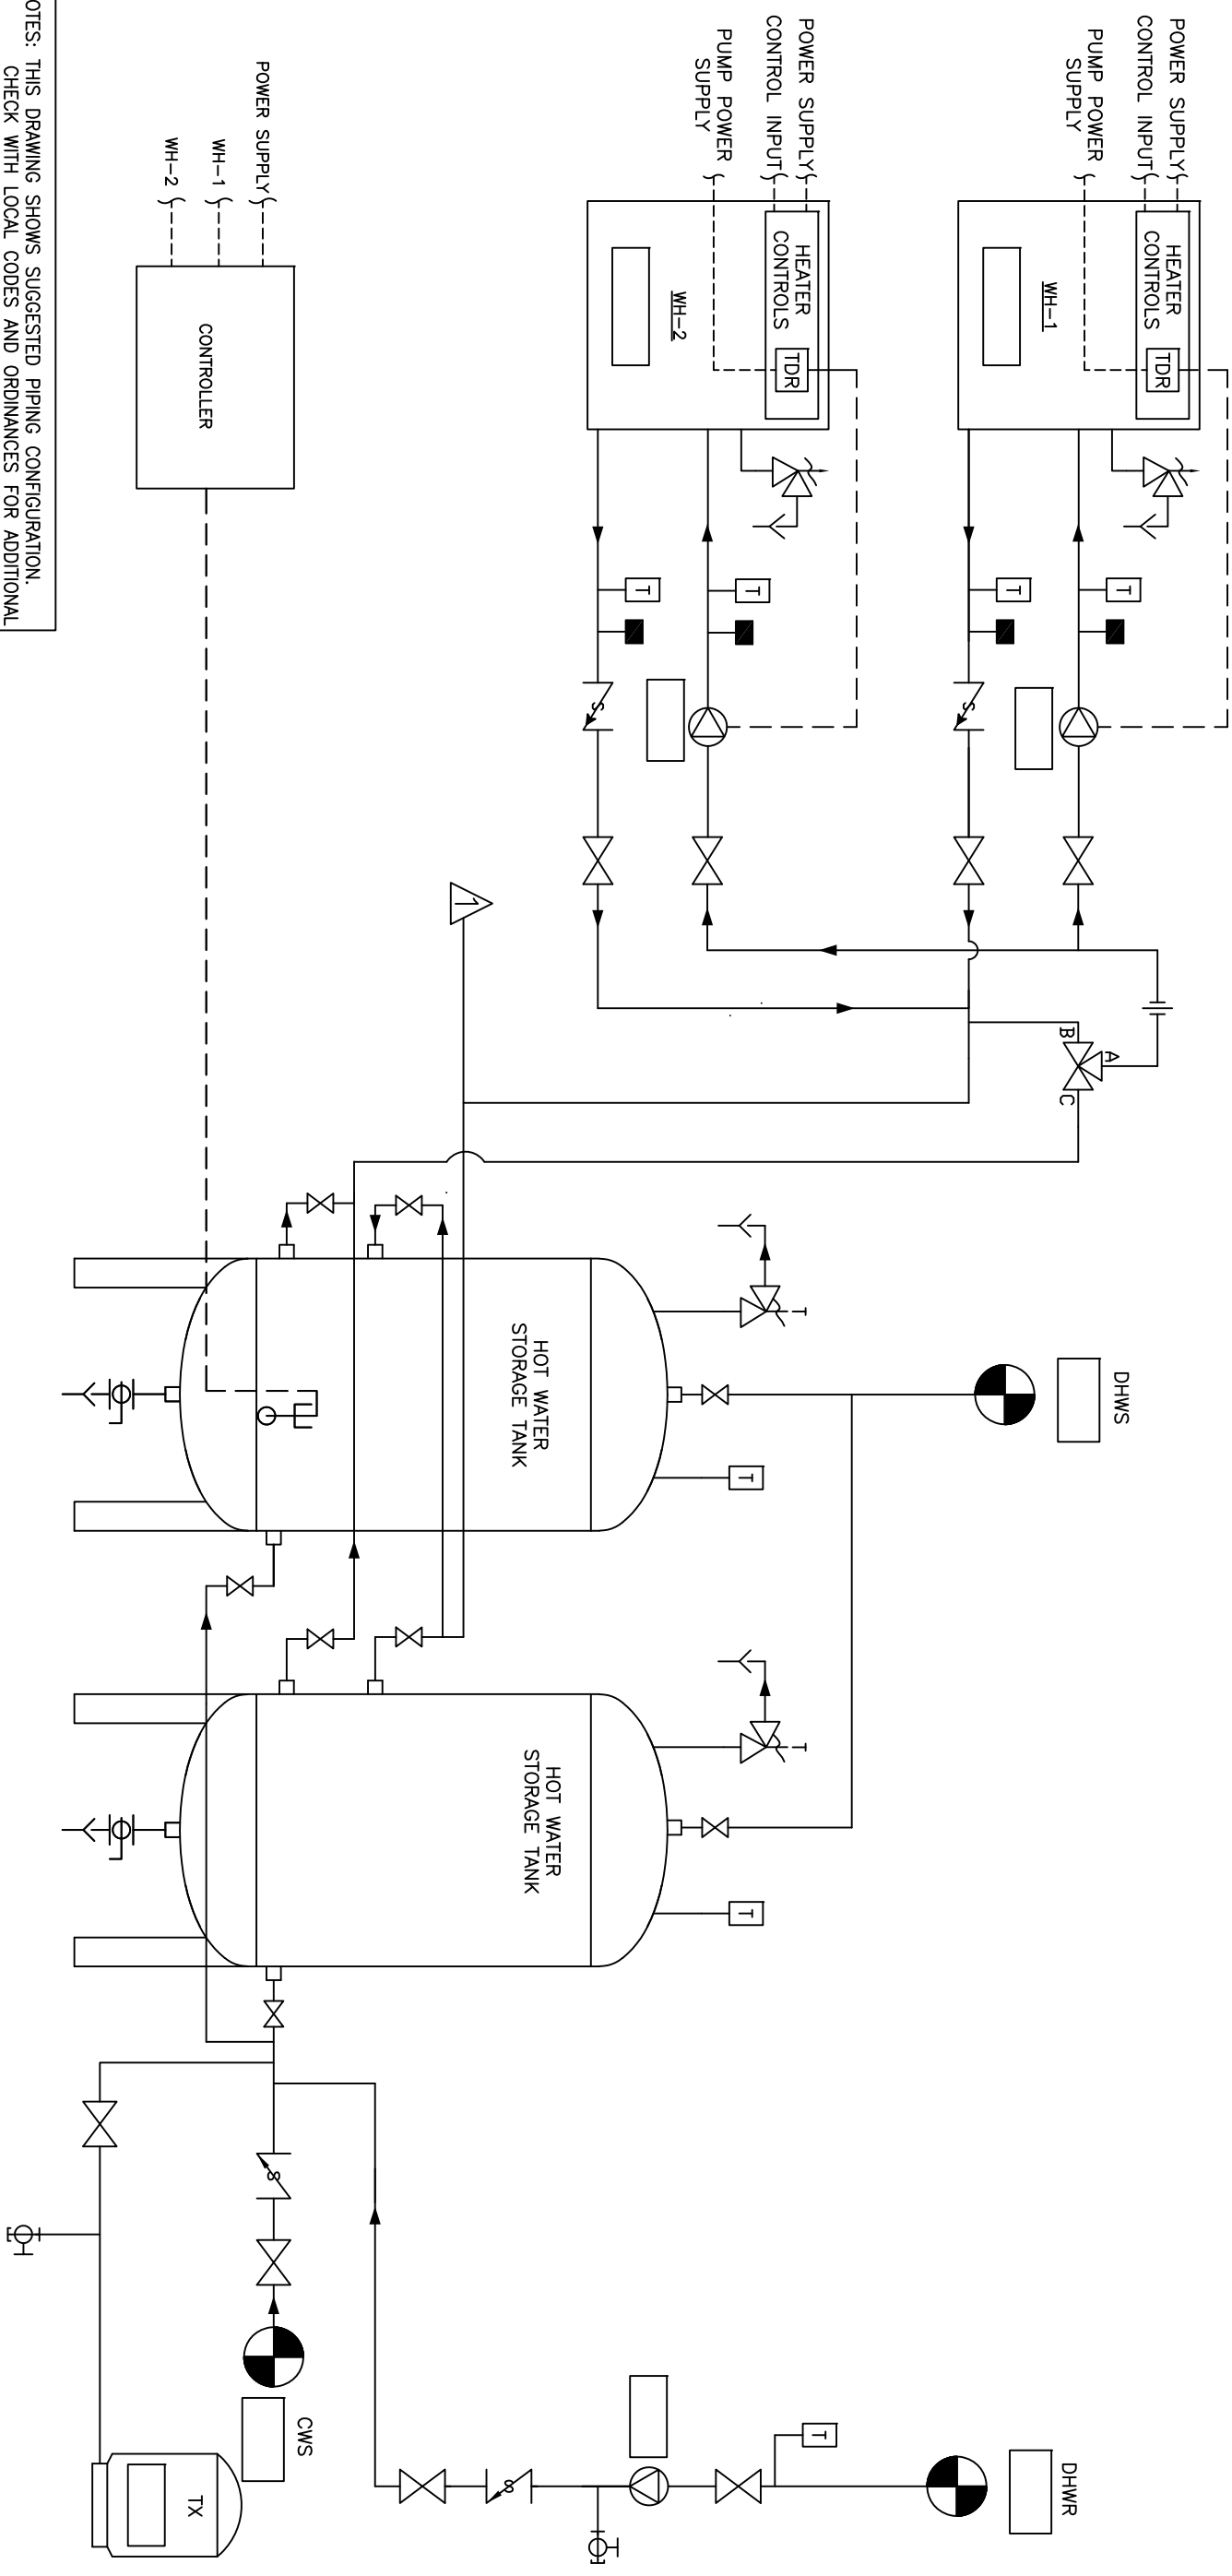 POWER SUPPLY
CONTROL INPUT
PUMP POWER
SUPPLY
HEATER
CONTROLS
TDR
WH-1
T
T
POWER SUPPLY
CONTROL INPUT
PUMP POWER
SUPPLY
HEATER
CONTROLS
TDR
WH-2
T
T
S
S
A
B
C
1
POWER SUPPLY
WH-1
WH-2
CONTROLLER
DHWS
T
HOT WATER
STORAGE TANK
T
HOT WATER
STORAGE TANK
DHWR
T
S
CWS
S
TX
OTES: THIS DRAWING SHOWS SUGGESTED PIPING CONFIGURATION.
CHECK WITH LOCAL CODES AND ORDINANCES FOR ADDITIONAL